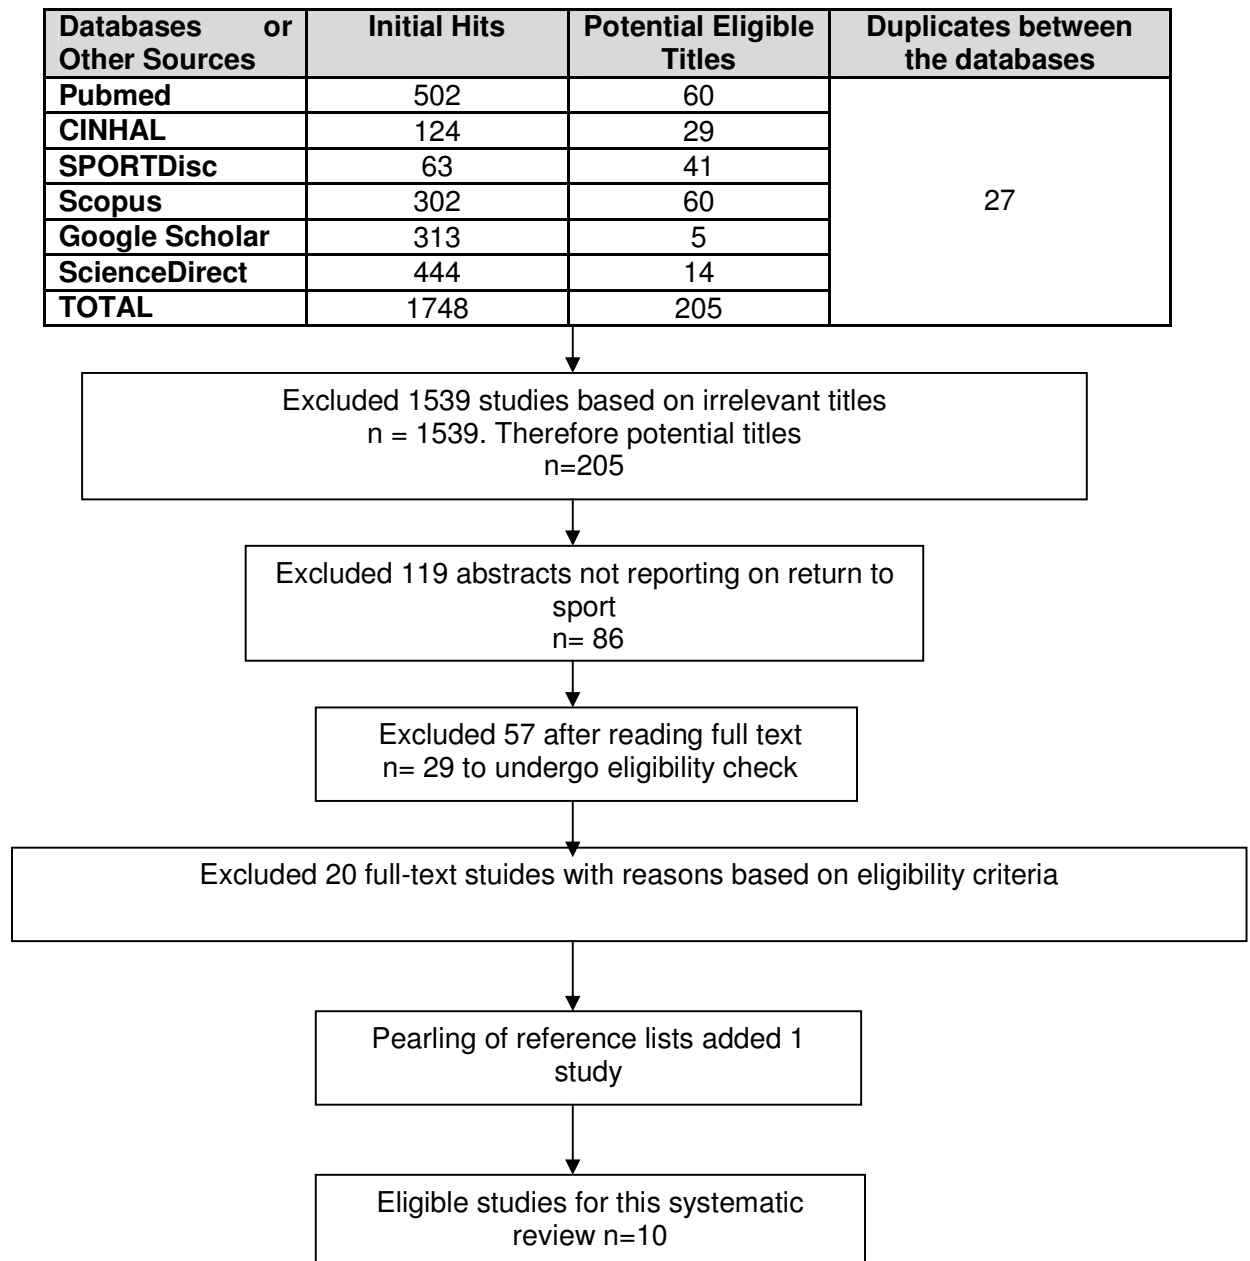 Databases or Initial Hits Potential Eligible Duplicates between
Other Sources Titles the databases
Pubmed 502 60
CINHAL 124 29
SPORTDisc 63 41
Scopus 302 60 27
Google Scholar 313 5
ScienceDirect 444 14
TOTAL 1748 205
Excluded 1539 studies based on irrelevant titles
n = 1539. Therefore potential titles
n=205
Excluded 119 abstracts not reporting on return to
sport
n= 86
Excluded 57 after reading full text
n= 29 to undergo eligibility check
Excluded 20 full-text stuides with reasons based on eligibility criteria
Pearling of reference lists added 1
study
Eligible studies for this systematic
review n=10